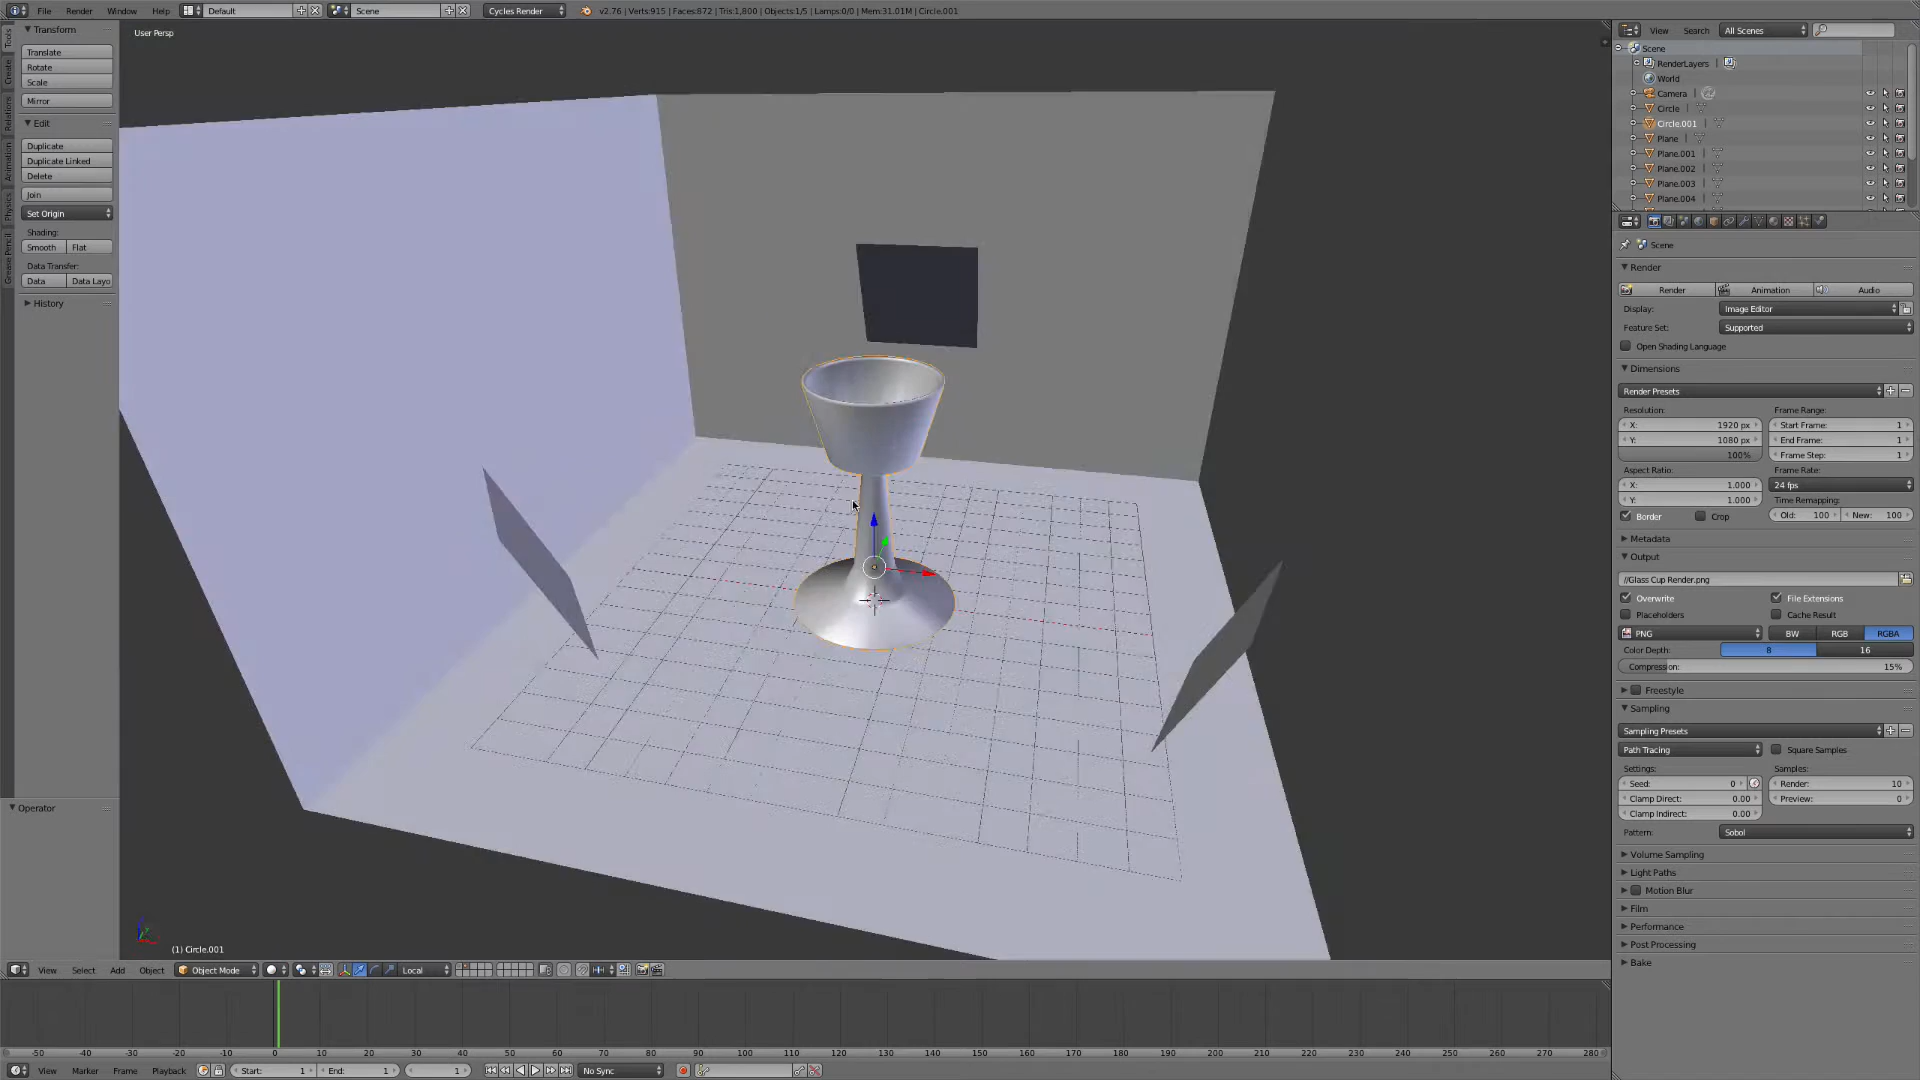 File Render Window Help Default Scene Cycles Render v2.76 | Verts:915 | Faces:872 | Tris:1,800 | Objects:1/5 | Lamps:0/0 | Mem:31.01M | Circle.001
Tools
Create
Relations
Animation
Physics
Grease Pencil
Transform
Translate
Rotate
Scale
Mirror
Edit
Duplicate
Duplicate Linked
Delete
Join
Set Origin
Shading:
Smooth Flat
Data Transfer:
Data Data Layo
History
Operator
User Persp
(1) Circle.001
View Select Add Object Object Mode Local
-50 -40 -30 -20 -10 0 10 20 30 40 50 60 70 80 90 100 110 120 130 140 150 160 170 180 190 200 210 220 230 240 250 260 270 280
View Marker Frame Playback Start: 1 End: 1 1 No Sync
View Search All Scenes
Scene
RenderLayers
World
Camera
Circle
Circle.001
Plane
Plane.001
Plane.002
Plane.003
Plane.004
Scene
Render
Render Animation Audio
Display: Image Editor
Feature Set: Supported
Open Shading Language
Dimensions
Render Presets
Resolution: Frame Range:
X: 1920 px Start Frame: 1
Y: 1080 px End Frame: 1
100% Frame Step: 1
Aspect Ratio: Frame Rate:
X: 1.000 24 fps
Y: 1.000 Time Remapping:
Border Crop Old: 100 New: 100
Metadata
Output
//Glass Cup Render.png
Overwrite File Extensions
Placeholders Cache Result
PNG BW RGB RGBA
Color Depth: 8 16
Compression: 15%
Freestyle
Sampling
Sampling Presets
Path Tracing Square Samples
Settings: Samples:
Seed: 0 Render: 10
Clamp Direct: 0.00 Preview: 0
Clamp Indirect: 0.00
Pattern: Sobol
Volume Sampling
Light Paths
Motion Blur
Film
Performance
Post Processing
Bake